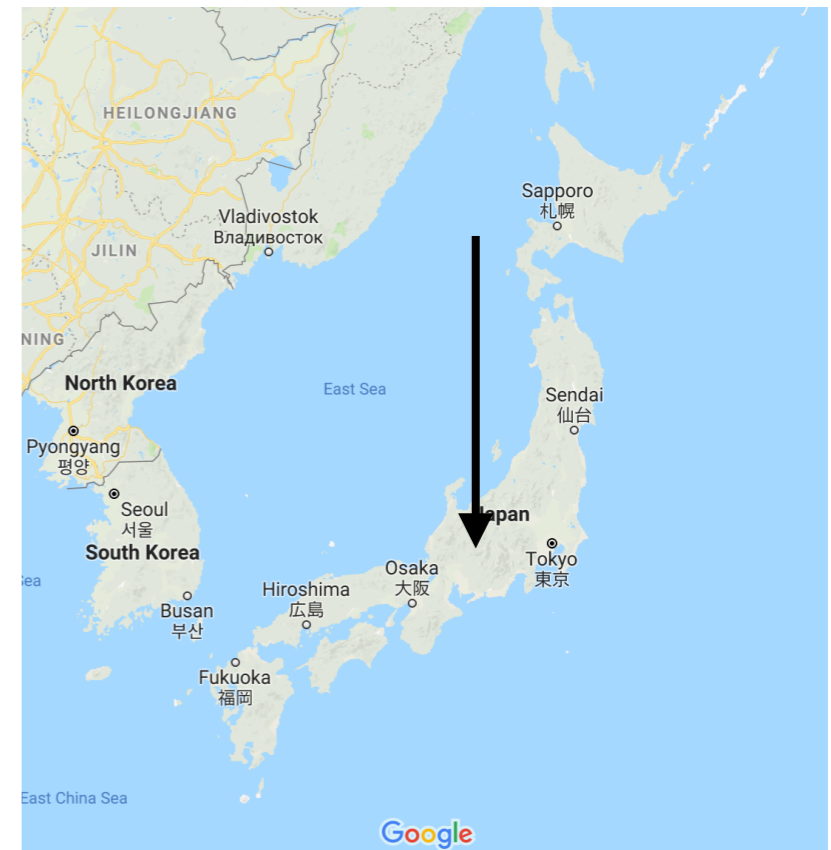 HEILONGJIANG
Sapporo
札幌
Vladivostok
Владивосток
JILIN
NING
North Korea
East Sea
Sendai
仙台
Pyongyang
평양
Seoul
서울
Japan
South Korea
Tokyo
東京
Osaka
大阪
Sea
Hiroshima
広島
Busan
부산
Fukuoka
福岡
East China Sea
Google